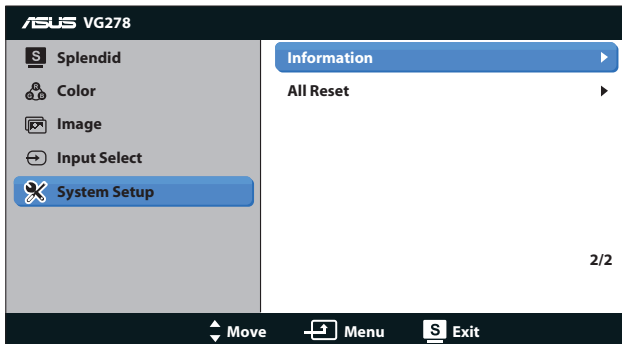 ASUS VG278
S Splendid
Color
Image
Input Select
System Setup
Information
All Reset
2/2
Move Menu S Exit